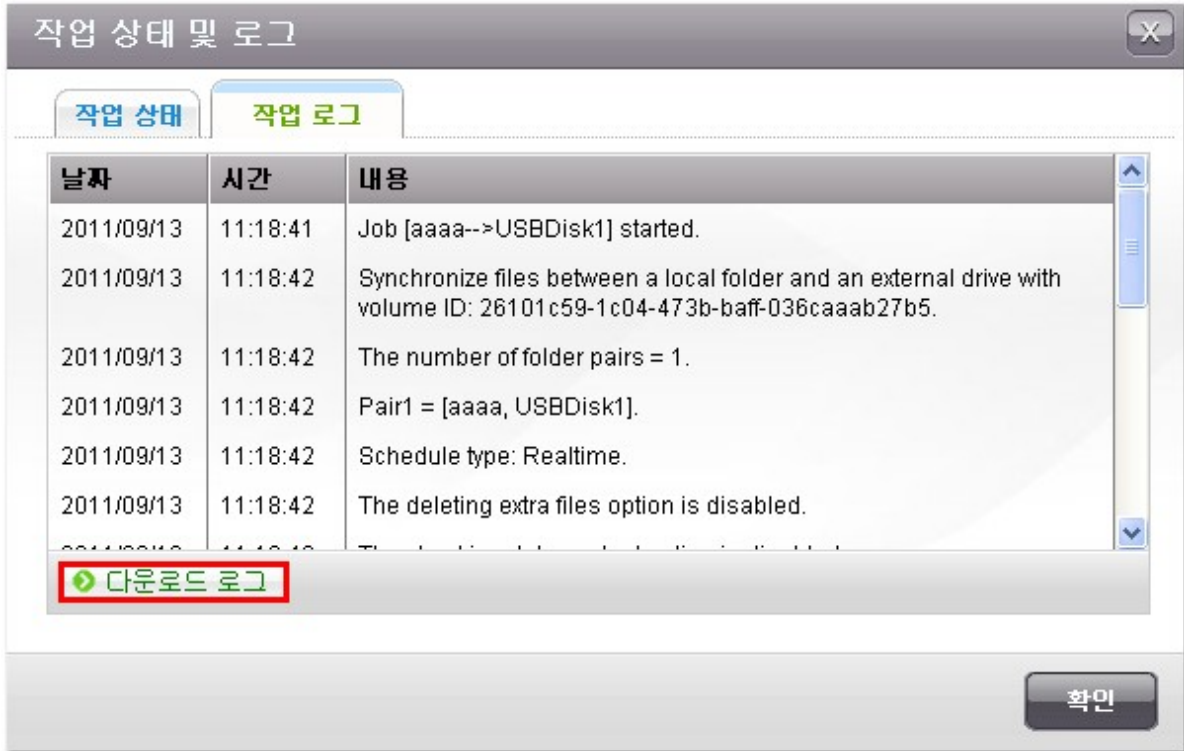 작업 상태 및 로그
X
작업 상태 작업 로그
날짜 시간 내용
2011/09/13 11:18:41 Job [aaaa-->USBDisk1] started.
2011/09/13 11:18:42 Synchronize files between a local folder and an external drive with
volume ID: 26101c59-1c04-473b-baff-036caaab27b5.
2011/09/13 11:18:42 The number of folder pairs = 1.
2011/09/13 11:18:42 Pair1 = [aaaa, USBDisk1].
2011/09/13 11:18:42 Schedule type: Realtime.
2011/09/13 11:18:42 The deleting extra files option is disabled.
다운로드 로그
확인